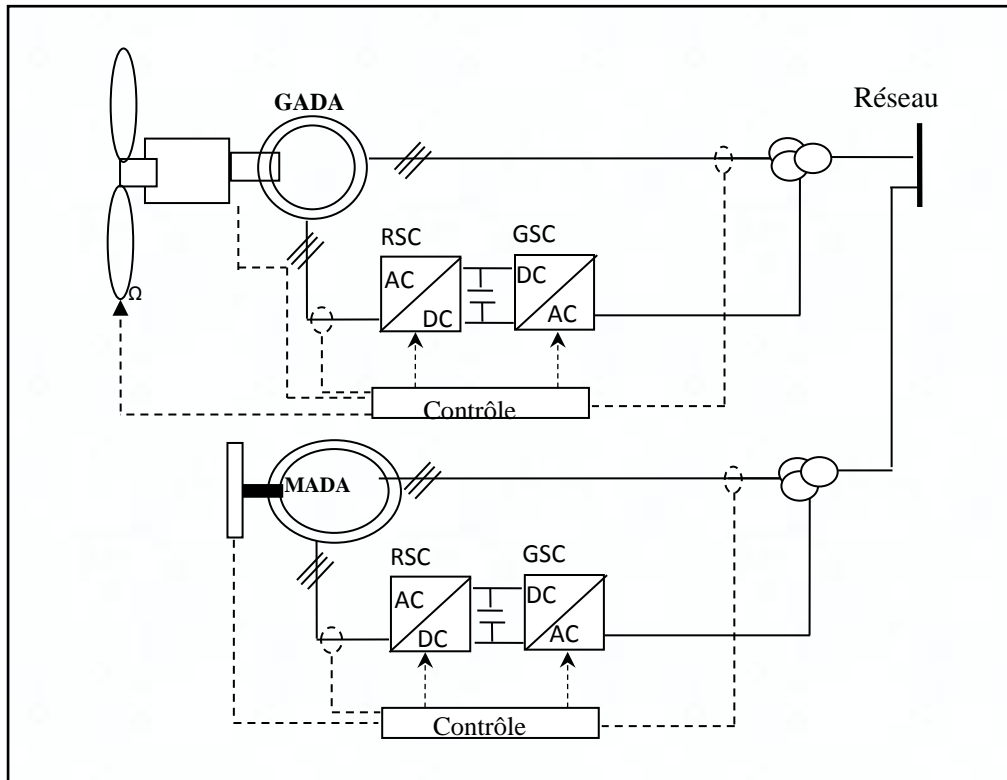 GADA
Réseau
RSC
GSC
AC
DC
DC
AC
Ω
Contrôle
MADA
RSC
GSC
AC
DC
DC
AC
Contrôle